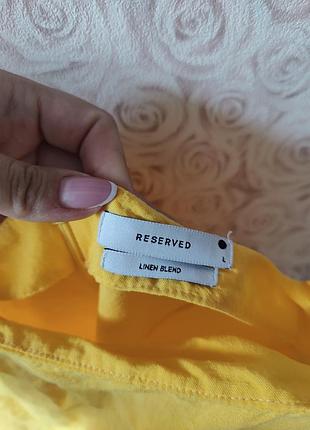 RESERVED
L
LINEN BLEND